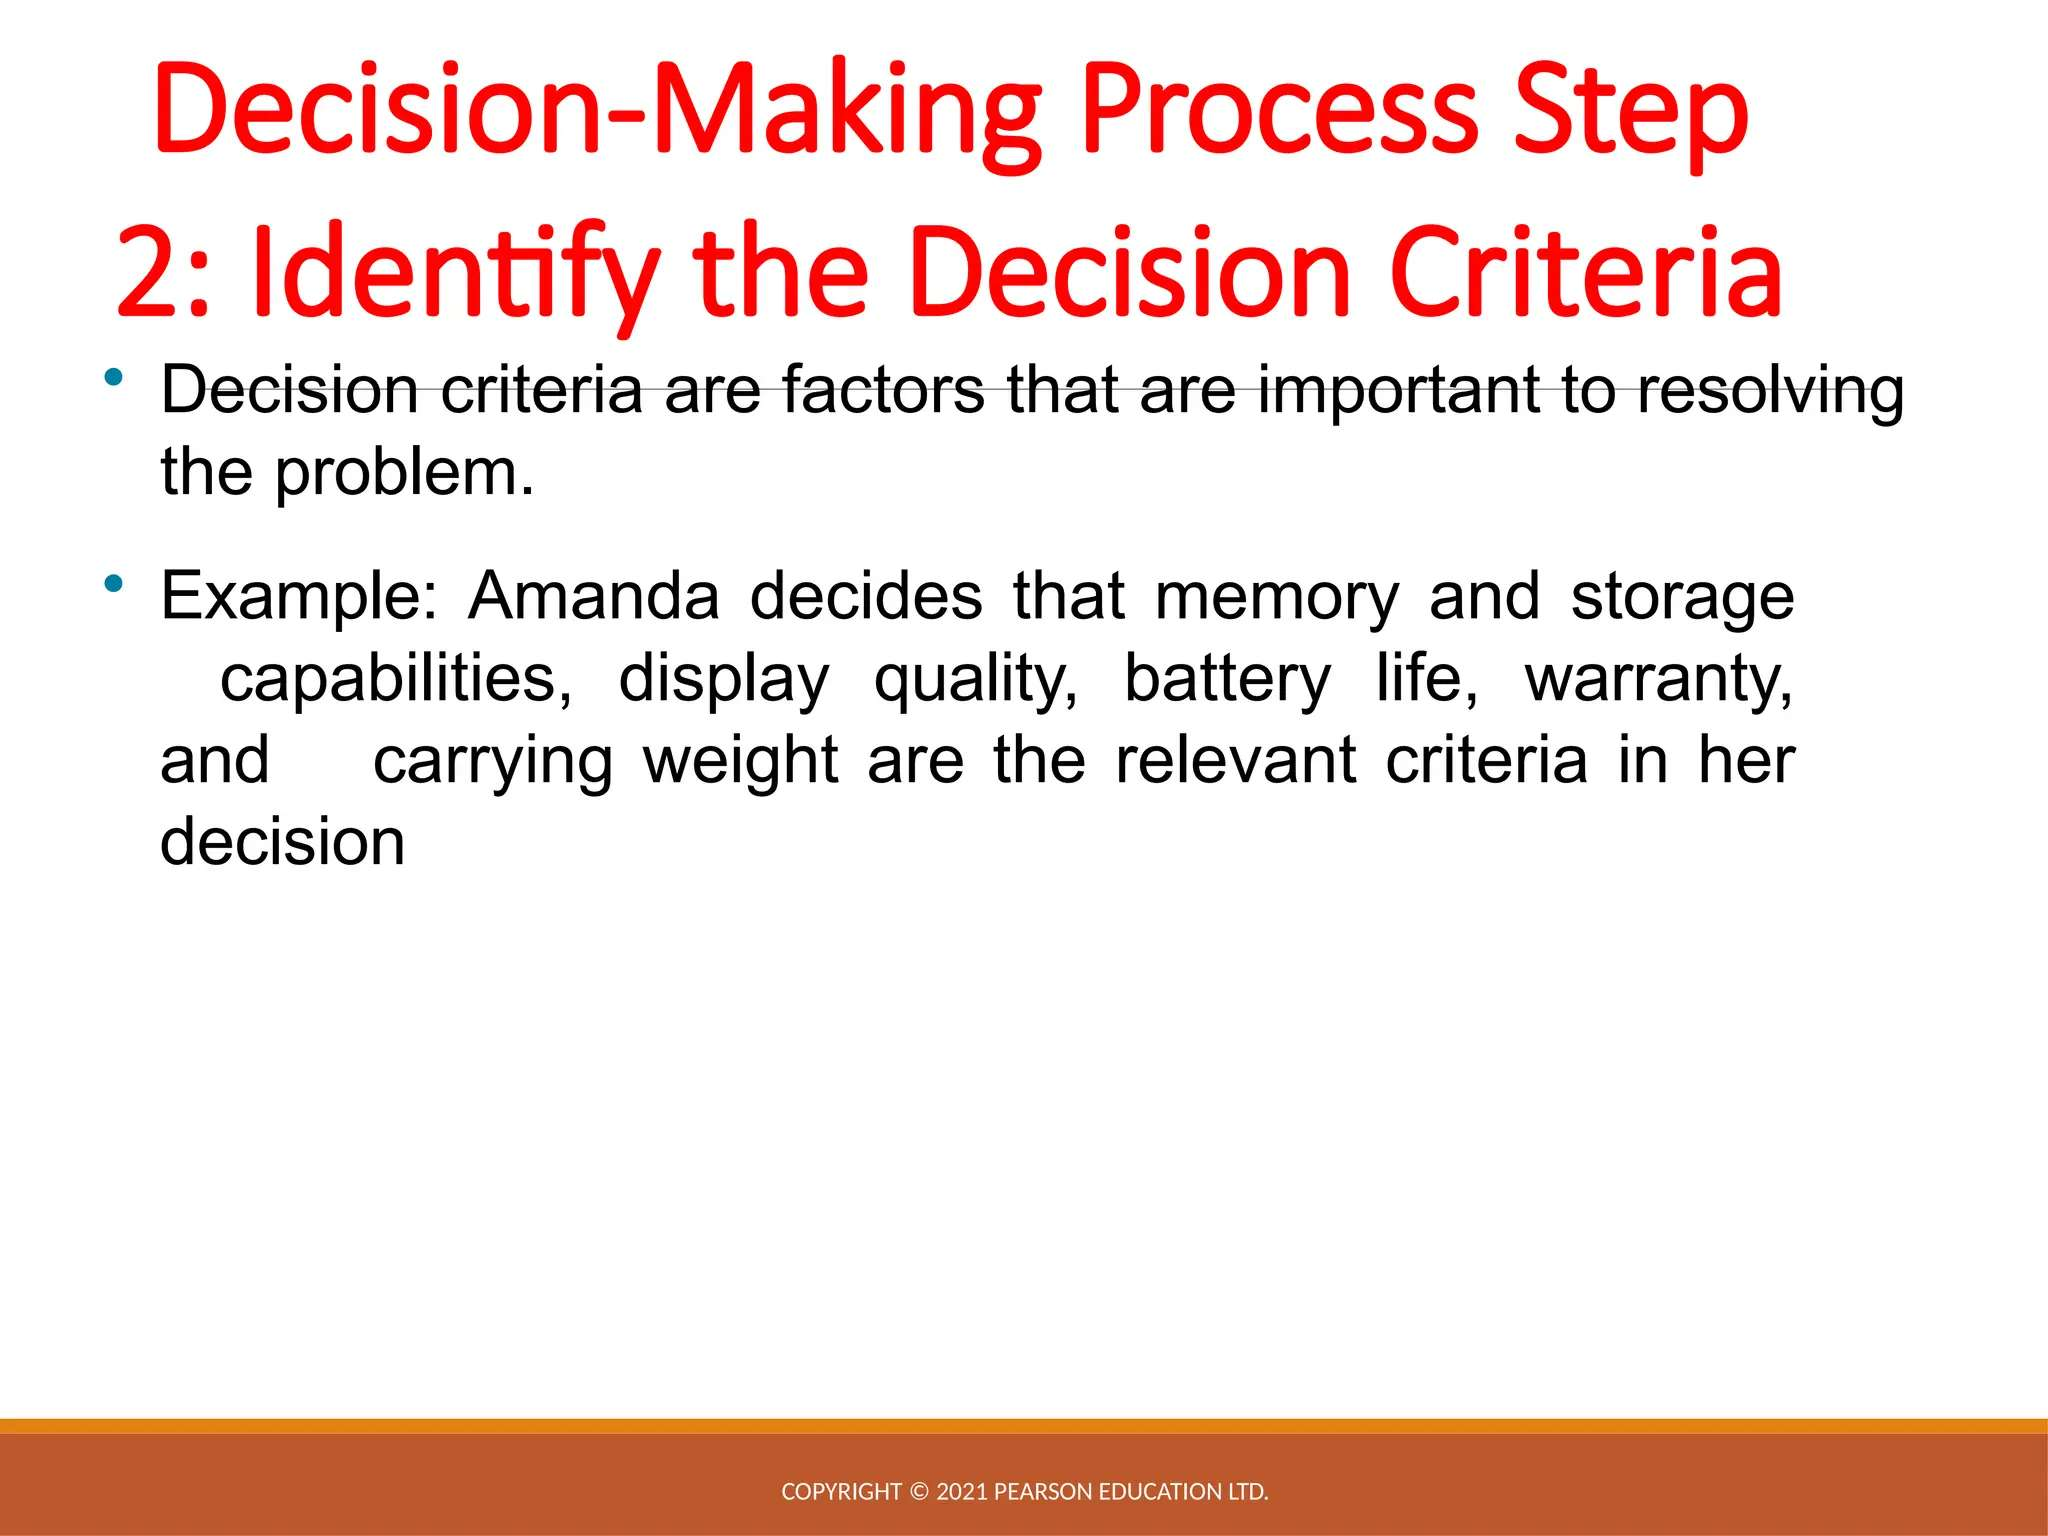 Decision-Making Process Step
2: Identify the Decision Criteria
• Decision criteria are factors that are important to resolving
the problem.
• Example: Amanda decides that memory and storage
capabilities, display quality, battery life, warranty,
and carrying weight are the relevant criteria in her
decision
COPYRIGHT © 2021 PEARSON EDUCATION LTD.